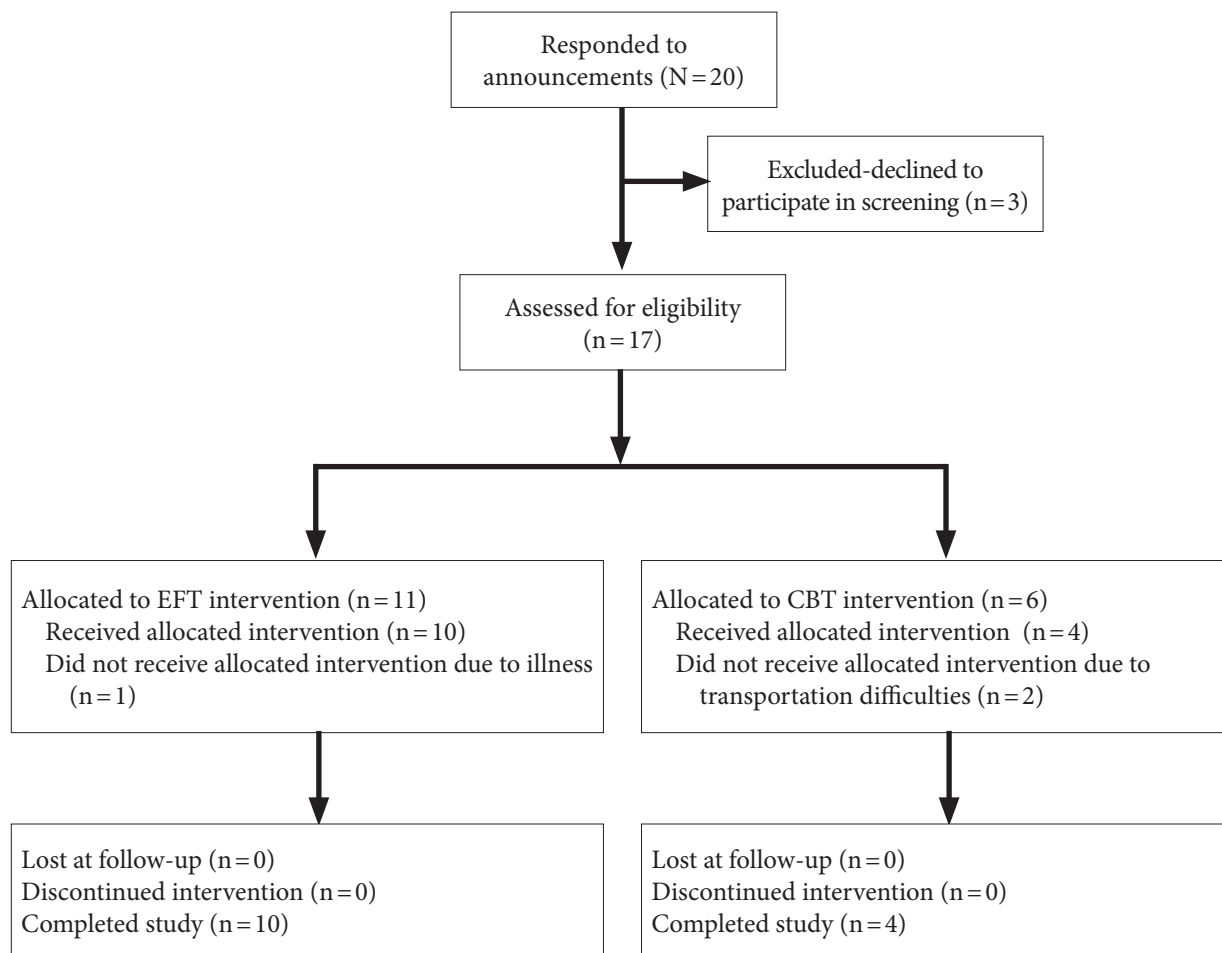 Responded to
announcements (N=20)
Excluded-declined to
participate in screening (n=3)
Assessed for eligibility
(n=17)
Allocated to EFT intervention (n=11)
Received allocated intervention (n=10)
Did not receive allocated intervention due to illness
(n=1)
Allocated to CBT intervention (n=6)
Received allocated intervention (n=4)
Did not receive allocated intervention due to
transportation difficulties (n=2)
Lost at follow-up (n=0)
Discontinued intervention (n=0)
Completed study (n=10)
Lost at follow-up (n=0)
Discontinued intervention (n=0)
Completed study (n=4)